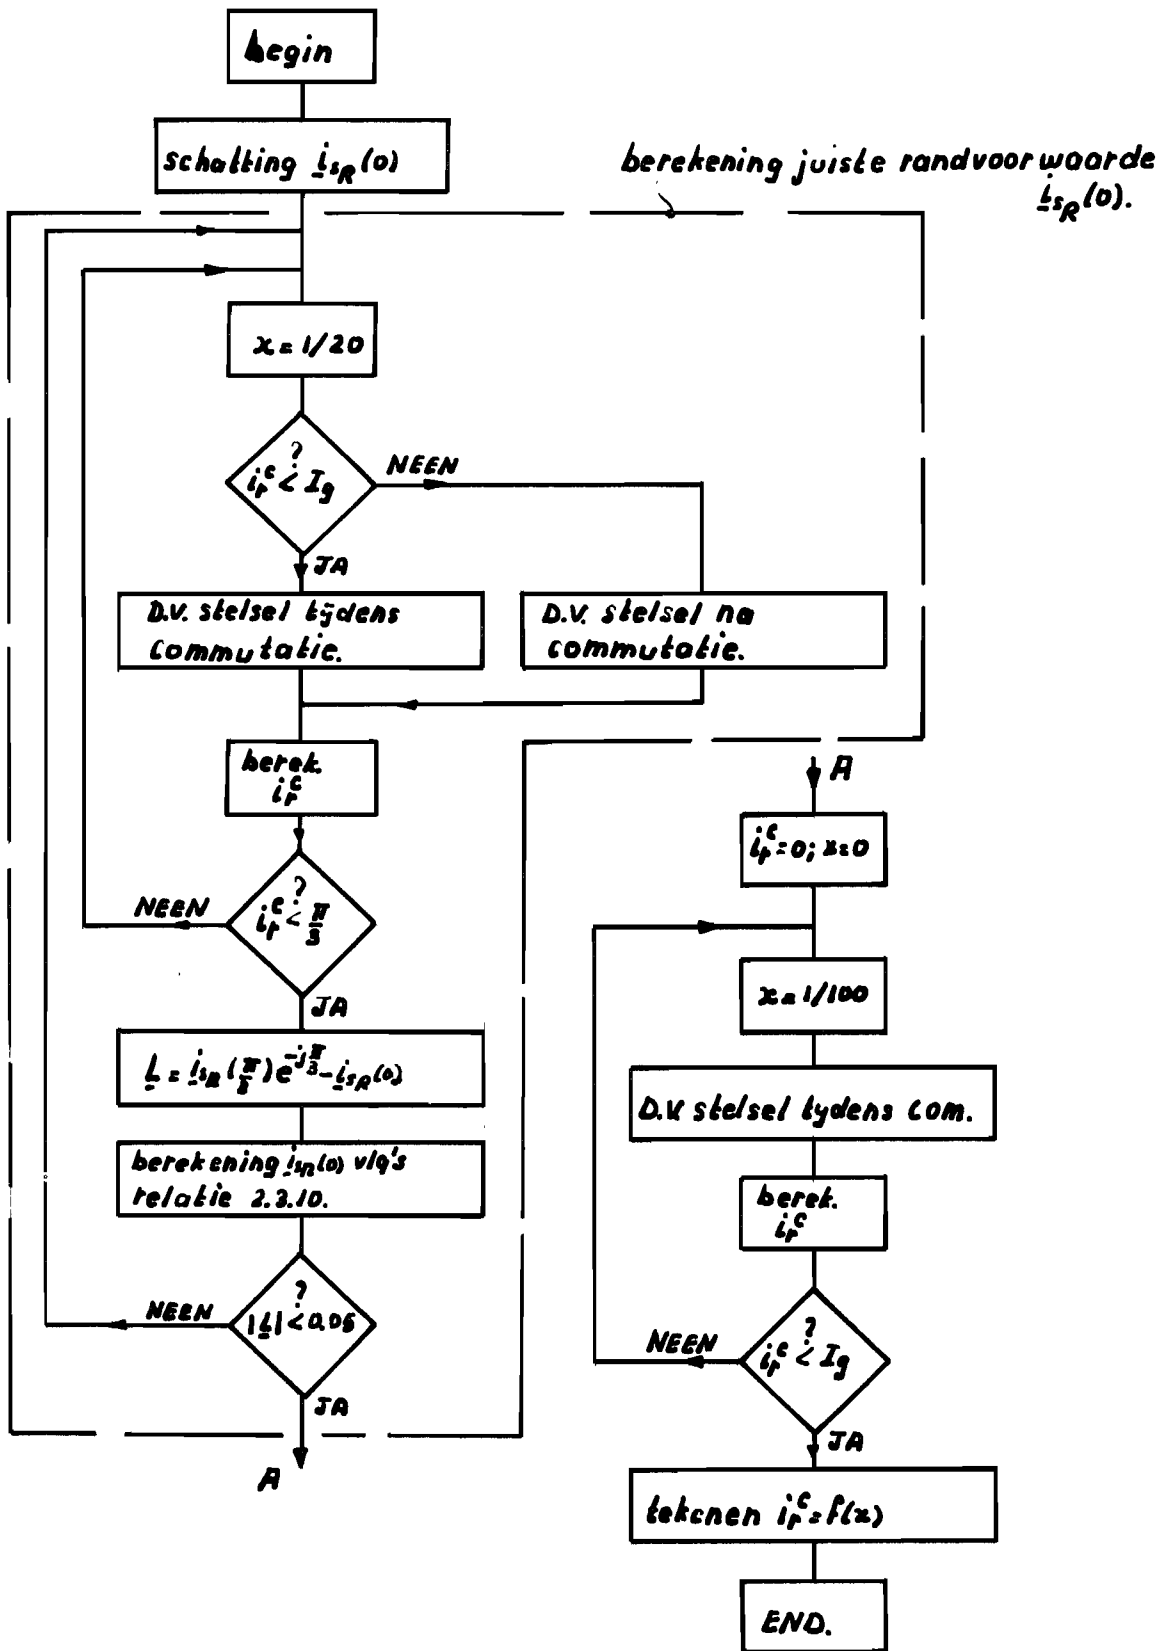 begin
schatting i_sR(0)
berekening juiste randvoorwaarde
i_sR(0).
x = 1/20
?
i_r^c < I_g
NEEN
JA
D.V. stelsel tijdens
commutatie.
D.V. stelsel na
commutatie.
berek.
i_r^c
?
i_r^c < π/3
NEEN
JA
L = i_sR(π/3) e^-jπ/3 - i_sR(0)
berekening i_sR(0) v/g's
relatie 2.3.10.
?
|L| < 0,05
NEEN
JA
A
A
i_r^c = 0; x = 0
x = 1/100
D.V. stelsel tydens com.
berek.
i_r^c
?
i_r^c < I_g
NEEN
JA
tekenen i_r^c = f(x)
END.